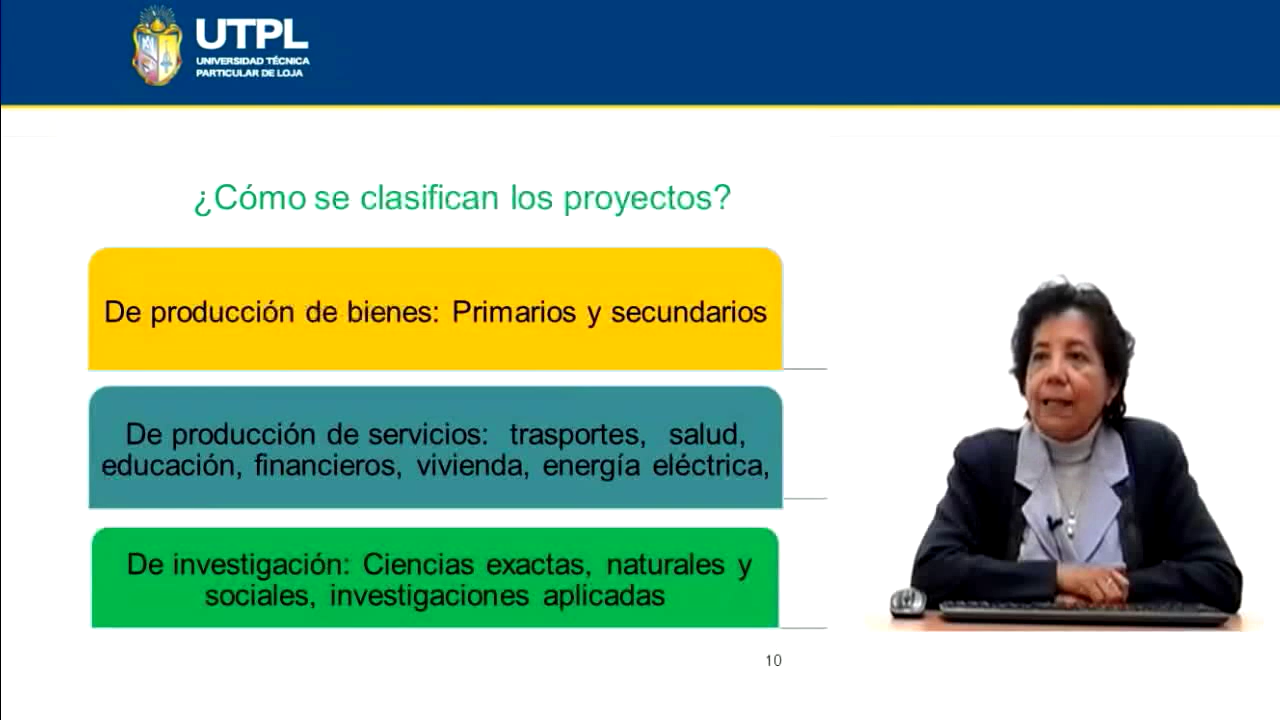 UTPL
UNIVERSIDAD TÉCNICA
PARTICULAR DE LOJA
¿Cómo se clasifican los proyectos?
De producción de bienes: Primarios y secundarios
De producción de servicios: trasportes, salud,
educación, financieros, vivienda, energía eléctrica,
De investigación: Ciencias exactas, naturales y
sociales, investigaciones aplicadas
10